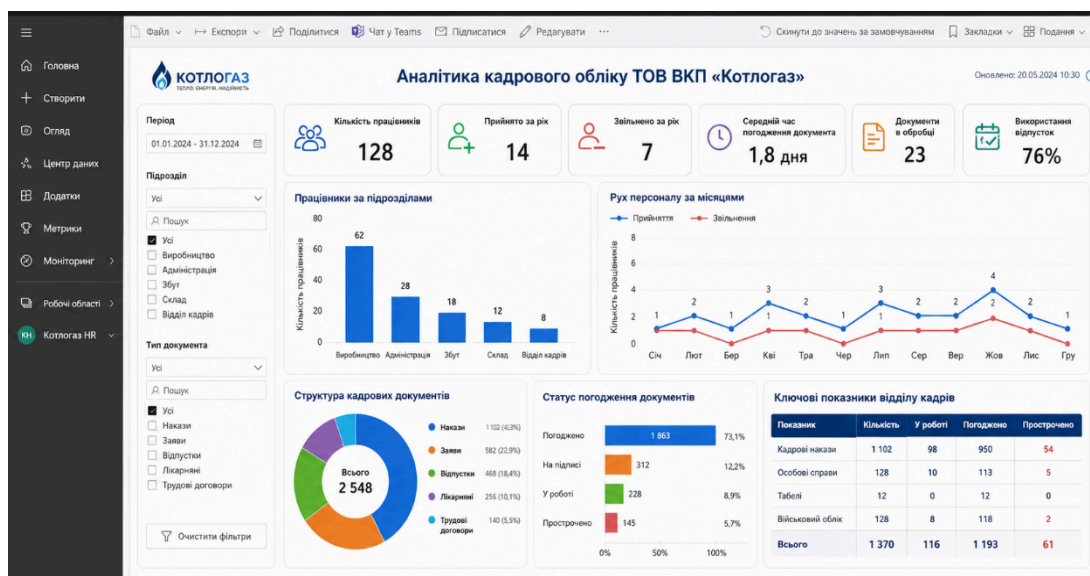 Файл
Експорт
Поділитися
Чат у Teams
Підписатися
Редагувати
...
Скинути до значень за замовчуванням
Закладки
Подання
Головна
Створити
Огляд
Центр даних
Додатки
Метрики
Моніторинг
Робочі області
КН Котлогаз HR
КОТЛОГАЗ
ТЕПЛО. ЕНЕРГІЯ. НАДІЙНІСТЬ
Аналітика кадрового обліку ТОВ ВКП «Котлогаз»
Оновлено: 20.05.2024 10:30
Період
01.01.2024 - 31.12.2024
Підрозділ
Усі
Пошук
Усі
Виробництво
Адміністрація
Збут
Склад
Відділ кадрів
Тип документа
Усі
Пошук
Усі
Накази
Заяви
Відпустки
Лікарняні
Трудові договори
Очистити фільтри
Кількість працівників
128
Прийнято за рік
14
Звільнено за рік
7
Середній час
погодження документа
1,8 дня
Документи
в обробці
23
Використання
відпусток
76%
Працівники за підрозділами
Кількість працівників
80
60
40
20
0
62
28
18
12
8
Виробництво Адміністрація Збут Склад Відділ кадрів
Рух персоналу за місяцями
Прийняття Звільнення
Кількість працівників
8
6
4
2
0
1 2 1 3 2 1 3 2 2 4 2 1
1 1 2
Січ Лют Бер Кві Тра Чер Лип Сер Вер Жов Лис Гру
Структура кадрових документів
Всього
2 548
Накази 1 102 (43%)
Заяви 582 (22,9%)
Відпустки 468 (18,4%)
Лікарняні 256 (10,1%)
Трудові
договори 140 (5,5%)
Статус погодження документів
Погоджено 1 863 73,1%
На підписі 312 12,2%
У роботі 228 8,9%
Прострочено 145 5,7%
0% 50% 100%
Ключові показники відділу кадрів
Показник Кількість У роботі Погоджено Прострочено
Кадрові накази 1 102 98 950 54
Особові справи 128 10 113 5
Табелі 12 0 12 0
Військовий облік 128 8 118 2
Всього 1 370 116 1 193 61